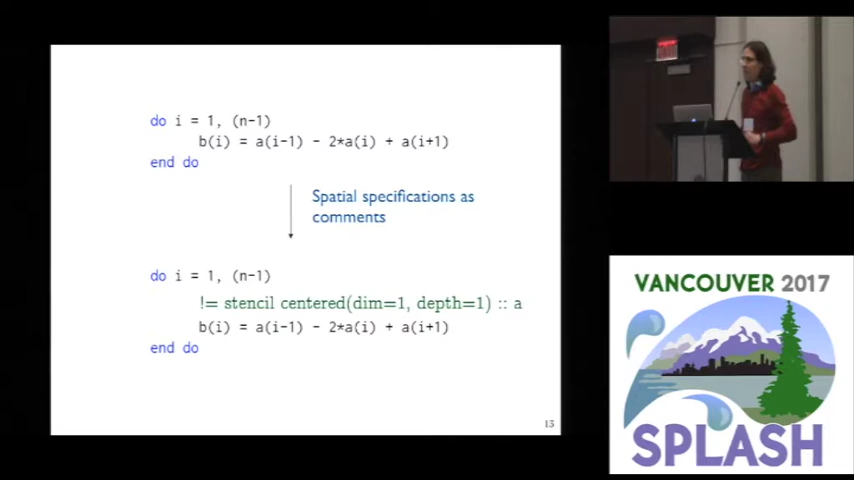 do i = 1, (n-1)
b(i) = a(i-1) - 2*a(i) + a(i+1)
end do
Spatial specifications as
comments
do i = 1, (n-1)
!= stencil centered(dim=1, depth=1) :: a
b(i) = a(i-1) - 2*a(i) + a(i+1)
end do
13
VANCOUVER 2017
SPLASH